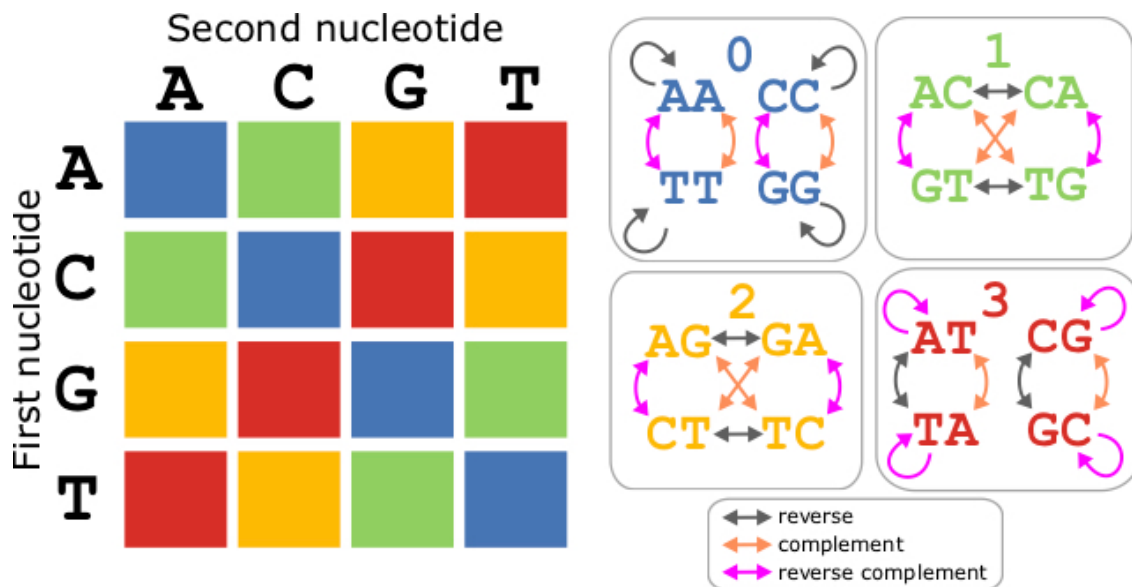 Second nucleotide
A C G T
First nucleotide
A
C
G
T
0
AA CC
TT GG
1
AC CA
GT TG
2
AG GA
CT TC
3
AT CG
TA GC
reverse
complement
reverse complement